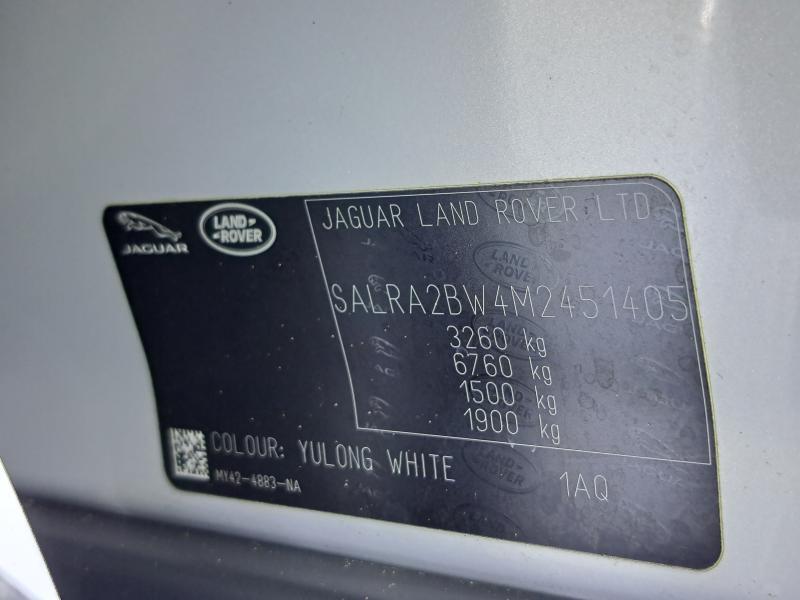 JAGUAR
LAND-
-ROVER
JAGUAR LAND ROVER LTD
SALRA2BW4M2451405
3260 kg
6760 kg
1500 kg
1900 kg
COLOUR: YULONG WHITE 1AQ
MY42-4883-NA